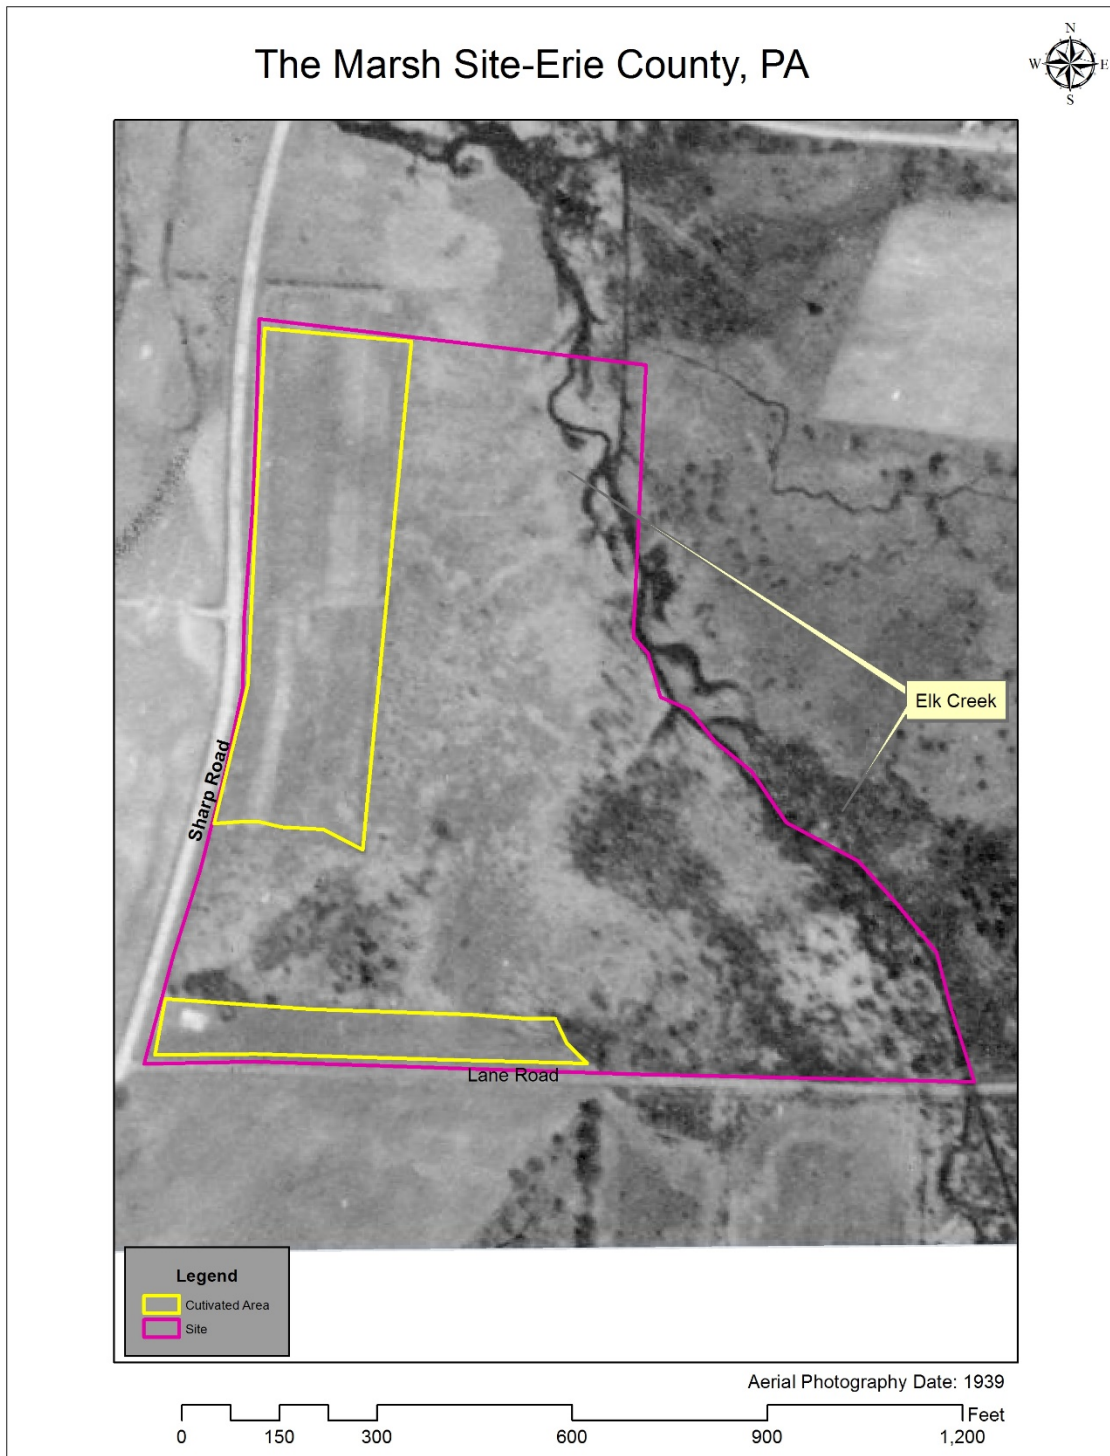 The Marsh Site-Erie County, PA
N
W E
S
Elk Creek
Sharp Road
Lane Road
Legend
Cutivated Area
Site
Aerial Photography Date: 1939
Feet
0 150 300 600 900 1,200